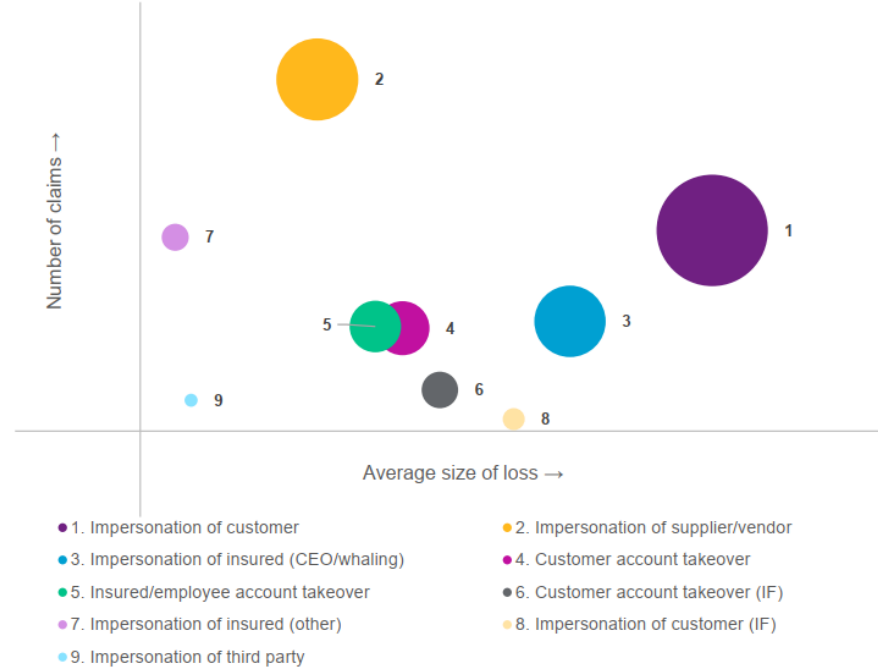 2
1
7
3
5
4
6
9
8
Number of claims →
Average size of loss →
1. Impersonation of customer
2. Impersonation of supplier/vendor
3. Impersonation of insured (CEO/whaling)
4. Customer account takeover
5. Insured/employee account takeover
6. Customer account takeover (IF)
7. Impersonation of insured (other)
8. Impersonation of customer (IF)
9. Impersonation of third party